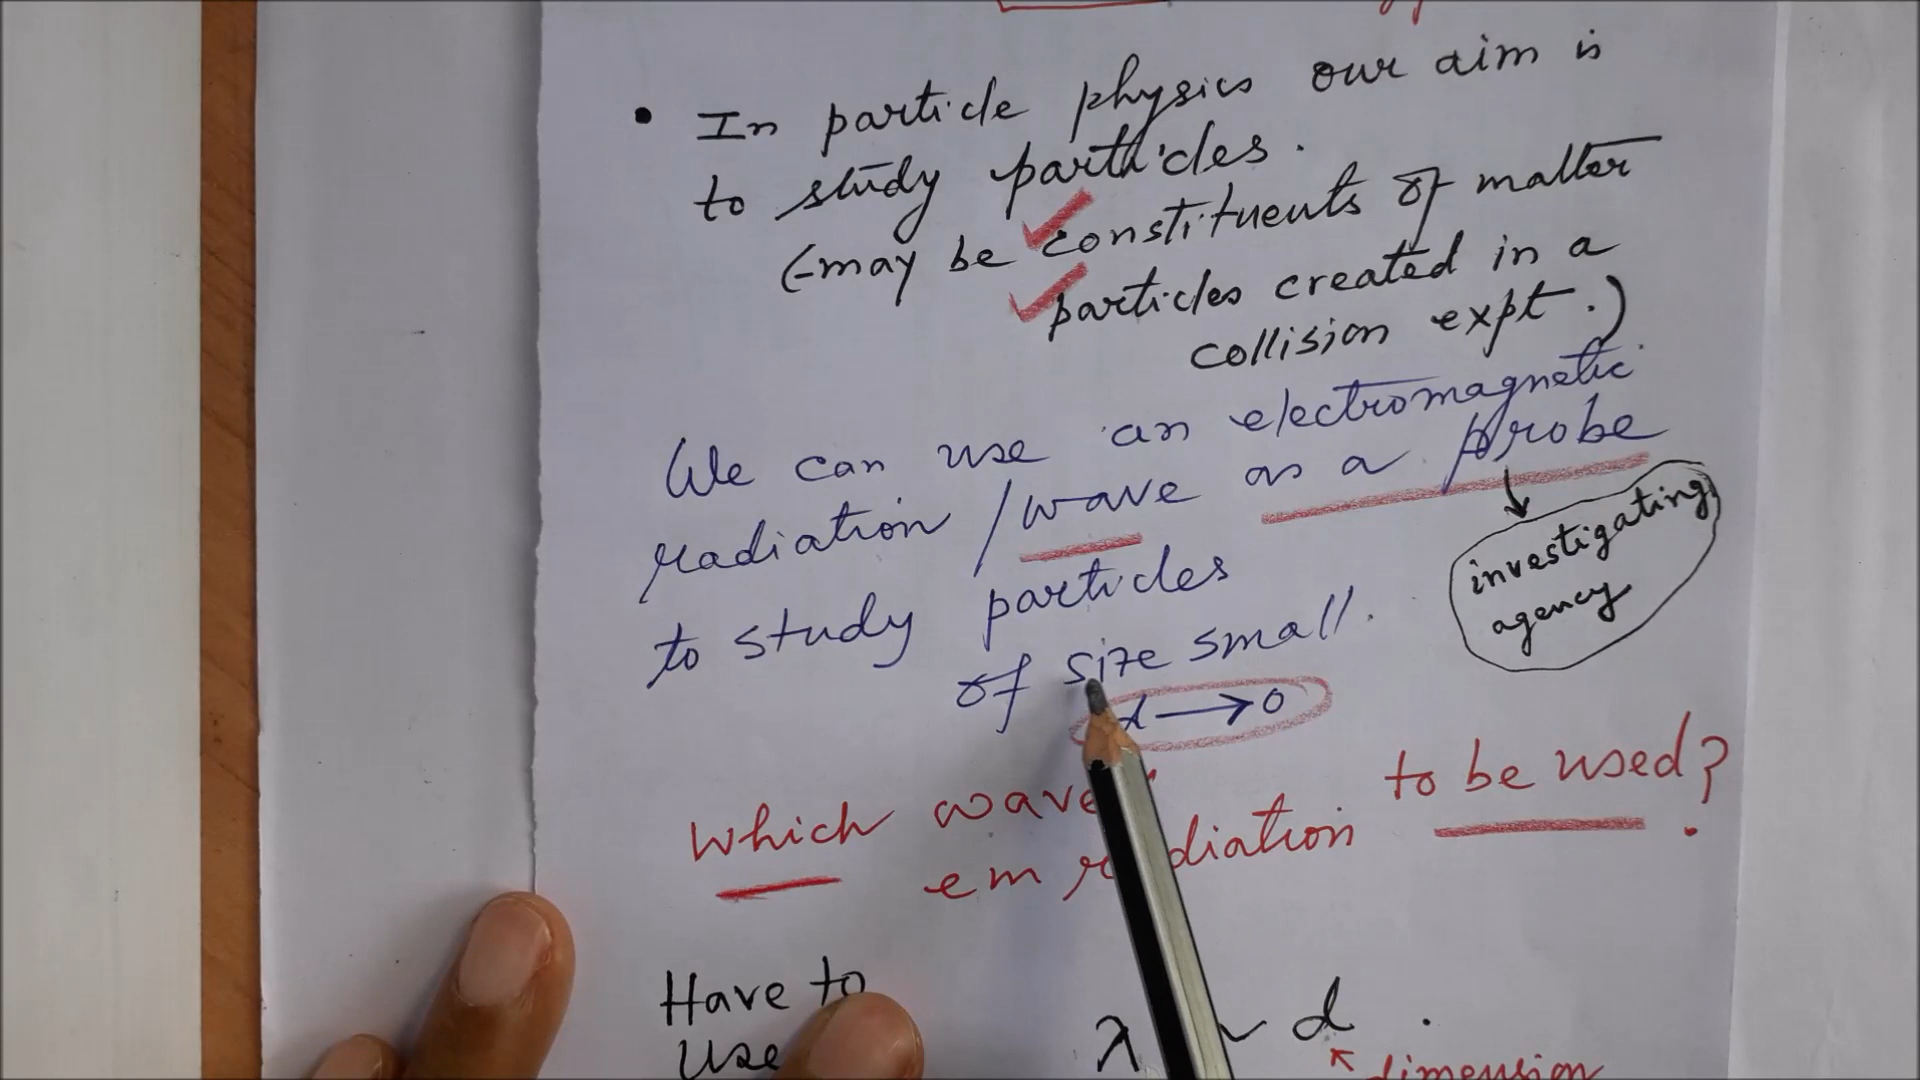 • In particle physics our aim is
to study particles.
(may be constituents of matter
particles created in a
collision expt.)
We can use an electromagnetic
radiation / wave as a probe
investigating
agency
to study particles
of size small.
d → 0
Which wave
em radiation to be used?
Have to
use λ ~ d.
dimension